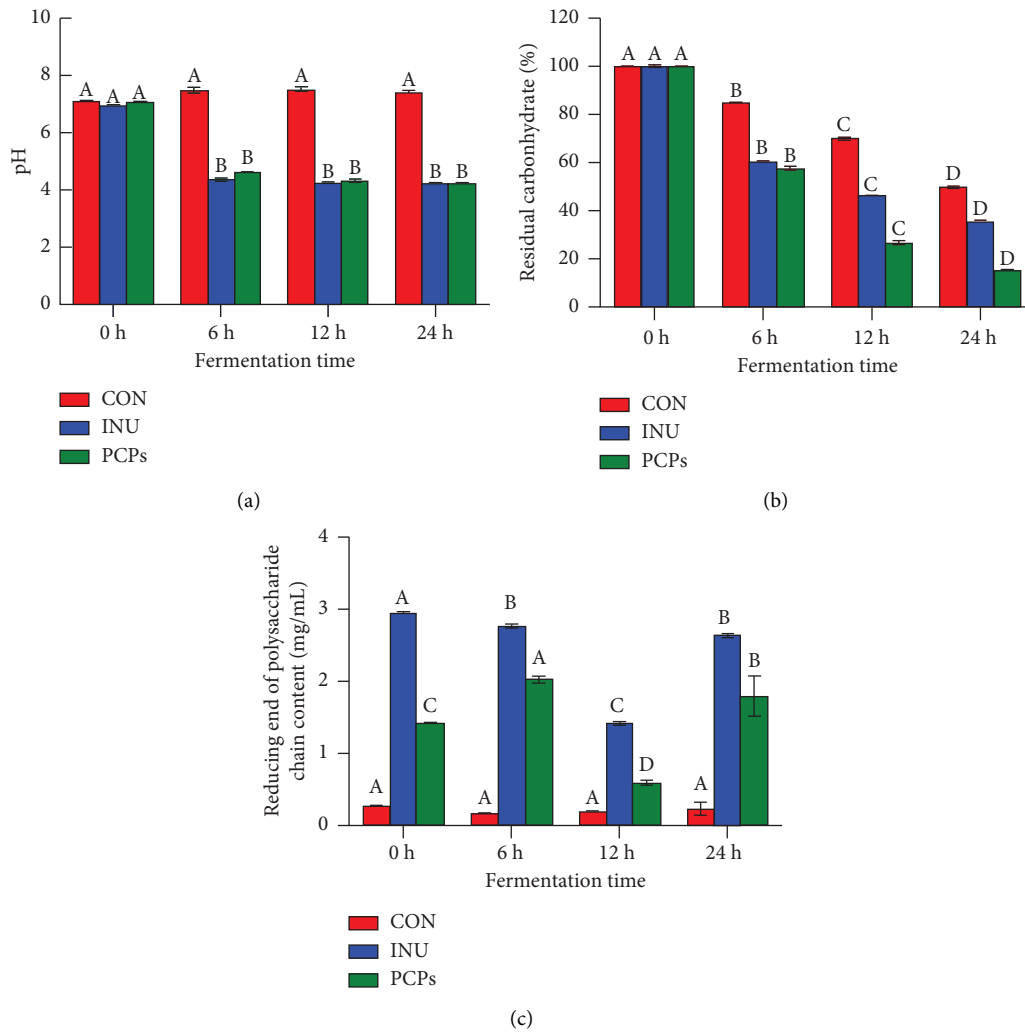 10
8
6
4
2
0
pH
A A A
A
B B
A
B B
A
B B
0 h 6 h 12 h 24 h
Fermentation time
CON
INU
PCPs
(a)
120
100
80
60
40
20
0
Residual carbonhydrate (%)
A A A
B
B B
C
C
C
D
D
D
0 h 6 h 12 h 24 h
Fermentation time
CON
INU
PCPs
(b)
4
3
2
1
0
Reducing end of polysaccharide
chain content (mg/mL)
A
A
C
A
B
A
A
C
D
A
B
B
0 h 6 h 12 h 24 h
Fermentation time
CON
INU
PCPs
(c)